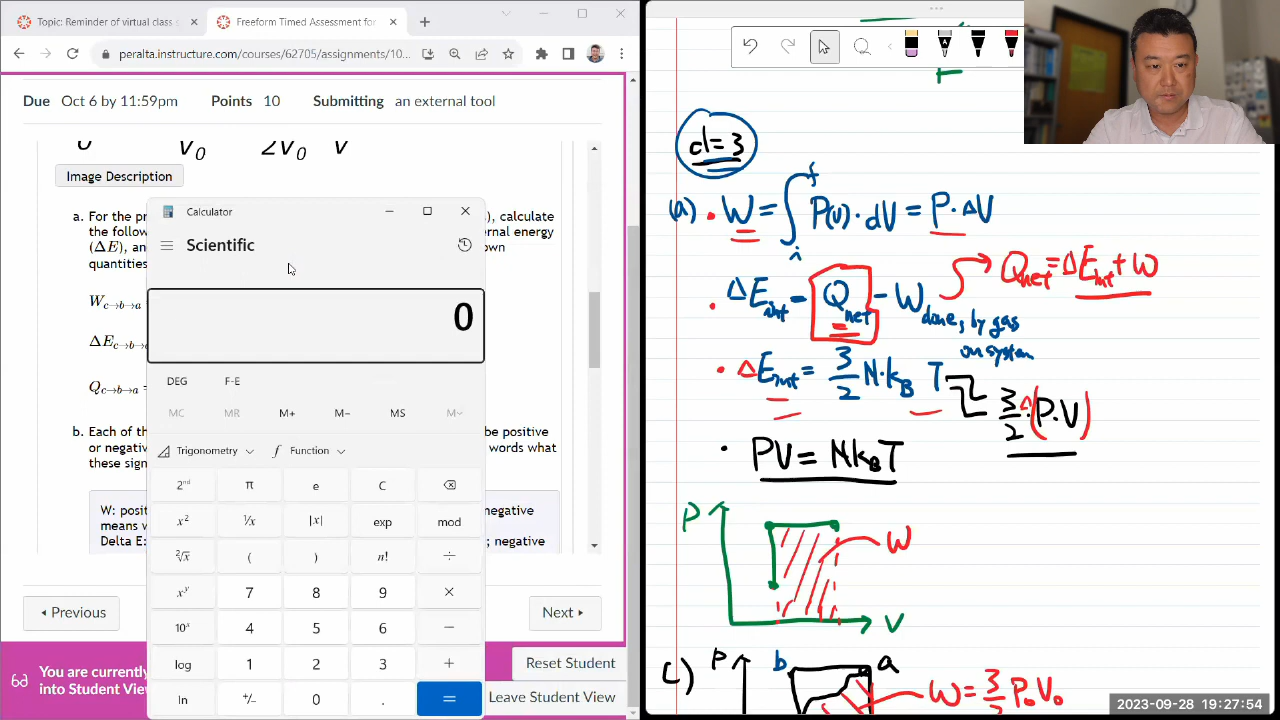 Topic: Reminder of virtual class s
Freeform Timed Assessment for
peralta.instructure.com/courses/62712/assignments/10...
Due Oct 6 by 11:59pm Points 10 Submitting an external tool
V₀ 2V₀ V
Image Description
a. For the pr
), calculate
the follow
ernal energy
(ΔE), an
own
quantities
W c→b→a
ΔE c→
Q c→b→a =
b. Each of th
be positive
or negativ
words what
these sign
W: posit
negative
means v
Delta E:
; negative
Previous
Next
You are currently
into Student View
Reset Student
Leave Student View
Calculator
Scientific
0
DEG F-E
MC MR M+ M− MS M˅
Trigonometry Function
2ⁿᵈ π e C
x² ¹/x |x| exp mod
²√x ( ) n! ÷
xʸ 7 8 9 ×
10ˣ 4 5 6 −
log 1 2 3 +
ln +/− 0 . =
d=3
(a) • W = ∫ᵢᶠ P(V)·dV = P·ΔV
Qnet = ΔEint + W
• ΔEint = Qnet − Wdone, by gas
on system
• ΔEint = 3/2 N·kB T
3/2·Δ(P·V)
• PV = NkBT
P
W
V
C) P b a
W = 3/2 P₀V₀
2023-09-28 19:27:54